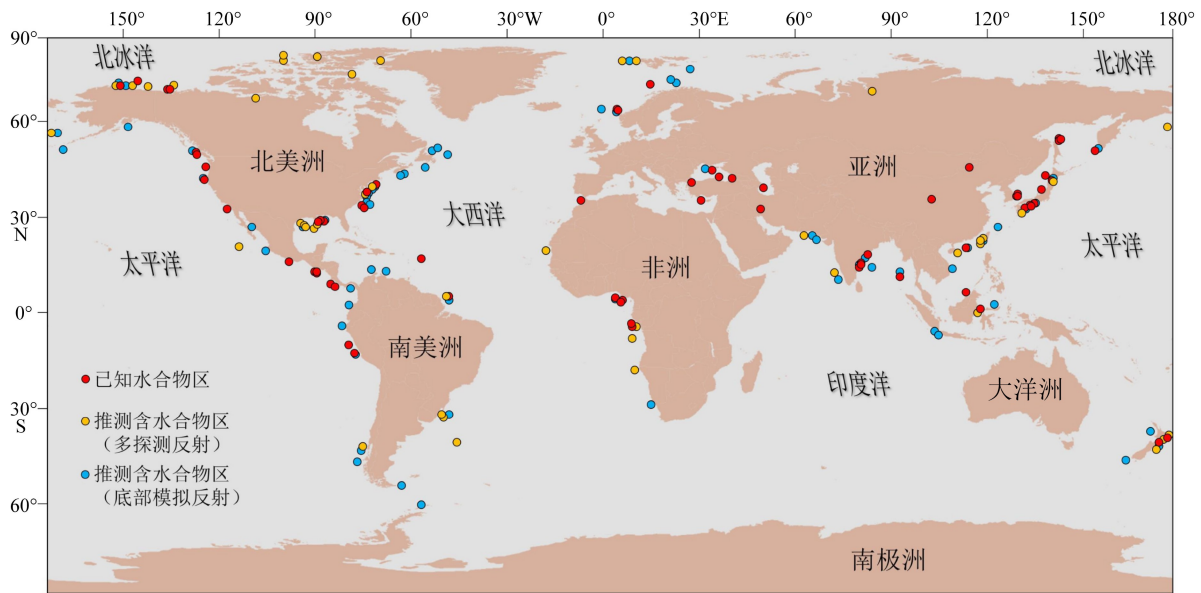 150° 120° 90° 60° 30°W 0° 30°E 60° 90° 120° 150° 180°
90°
北冰洋 北冰洋
60°
北美洲 亚洲
30°
N
大西洋
太平洋 非洲 太平洋
0°
南美洲
已知水合物区 印度洋 大洋洲
30°
S
推测含水合物区
（多探测反射）
推测含水合物区
（底部模拟反射）
60°
南极洲